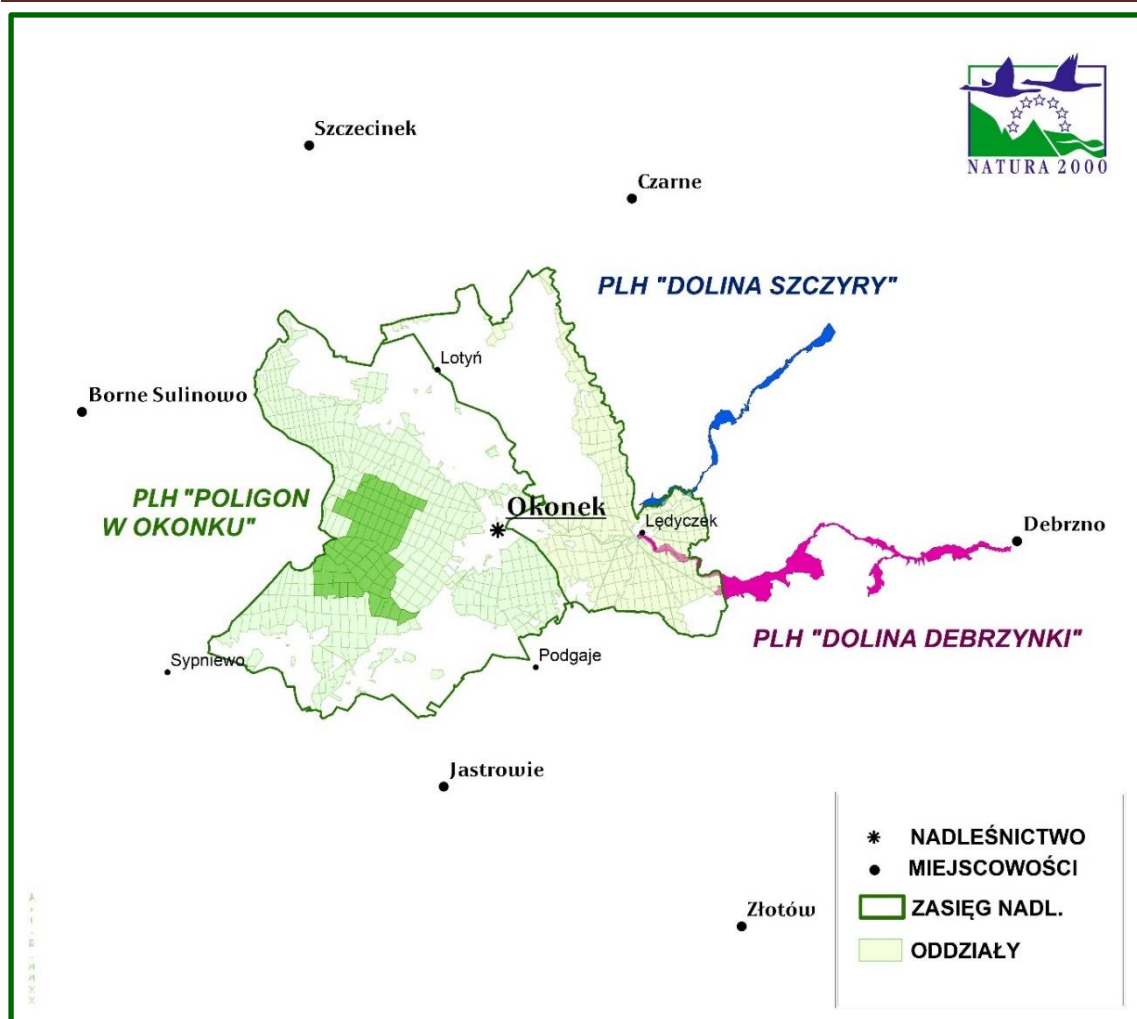 NATURA 2000
Szczecinek
Czarne
PLH "DOLINA SZCZYRY"
Lotyń
Borne Sulinowo
PLH "POLIGON
W OKONKU"
Okonek
Lędyczek
Debrzno
PLH "DOLINA DEBRZYNKI"
Sypniewo
Podgaje
Jastrowie
Złotów
NADLEŚNICTWO
MIEJSCOWOŚCI
ZASIĘG NADL.
ODDZIAŁY